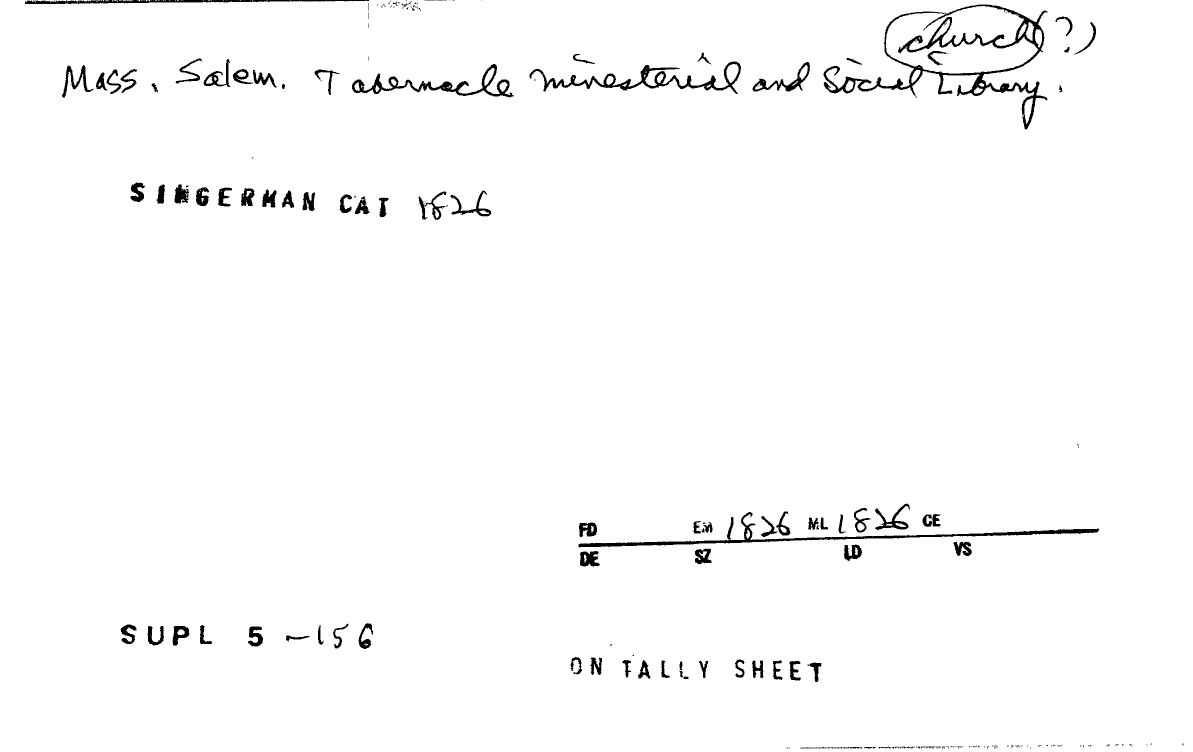 (church?)
Mass. Salem. Tabernacle ministerial and Social Library.
SINGERMAN CAT 1826
FD EM 1826 ML 1826 CE
DE SZ LD VS
SUPL 5 -156
ON TALLY SHEET